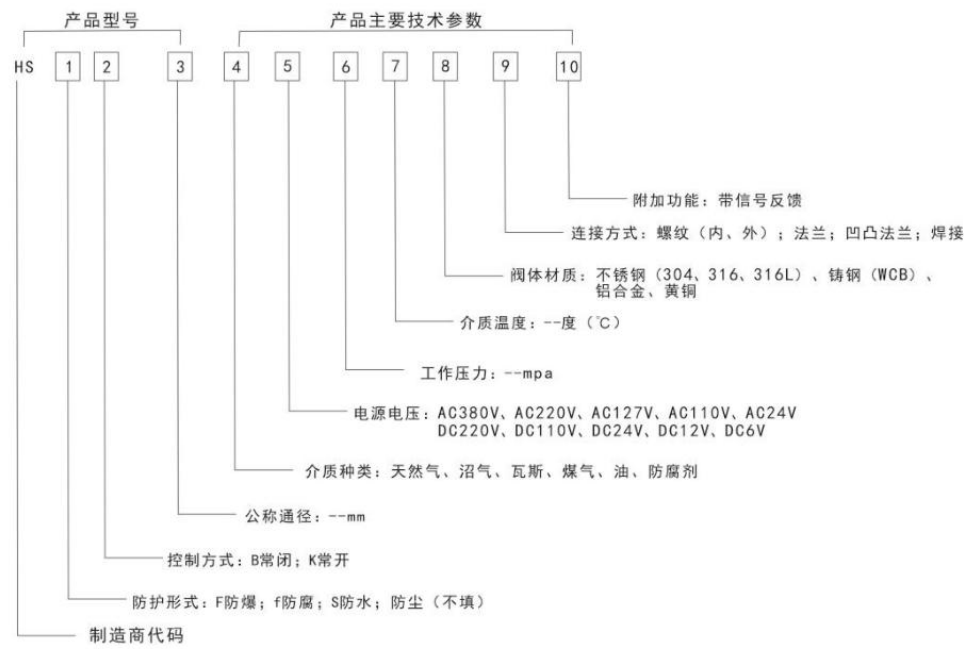 产品型号 产品主要技术参数
HS 1 2 3 4 5 6 7 8 9 10
附加功能：带信号反馈
连接方式：螺纹（内、外）；法兰；凹凸法兰；焊接
阀体材质：不锈钢（304、316、316L）、铸钢（WCB）、
铝合金、黄铜
介质温度：--度（℃）
工作压力：--mpa
电源电压：AC380V、AC220V、AC127V、AC110V、AC24V
DC220V、DC110V、DC24V、DC12V、DC6V
介质种类：天然气、沼气、瓦斯、煤气、油、防腐剂
公称通径：--mm
控制方式：B常闭；K常开
防护形式：F防爆；f防腐；S防水；防尘（不填）
制造商代码